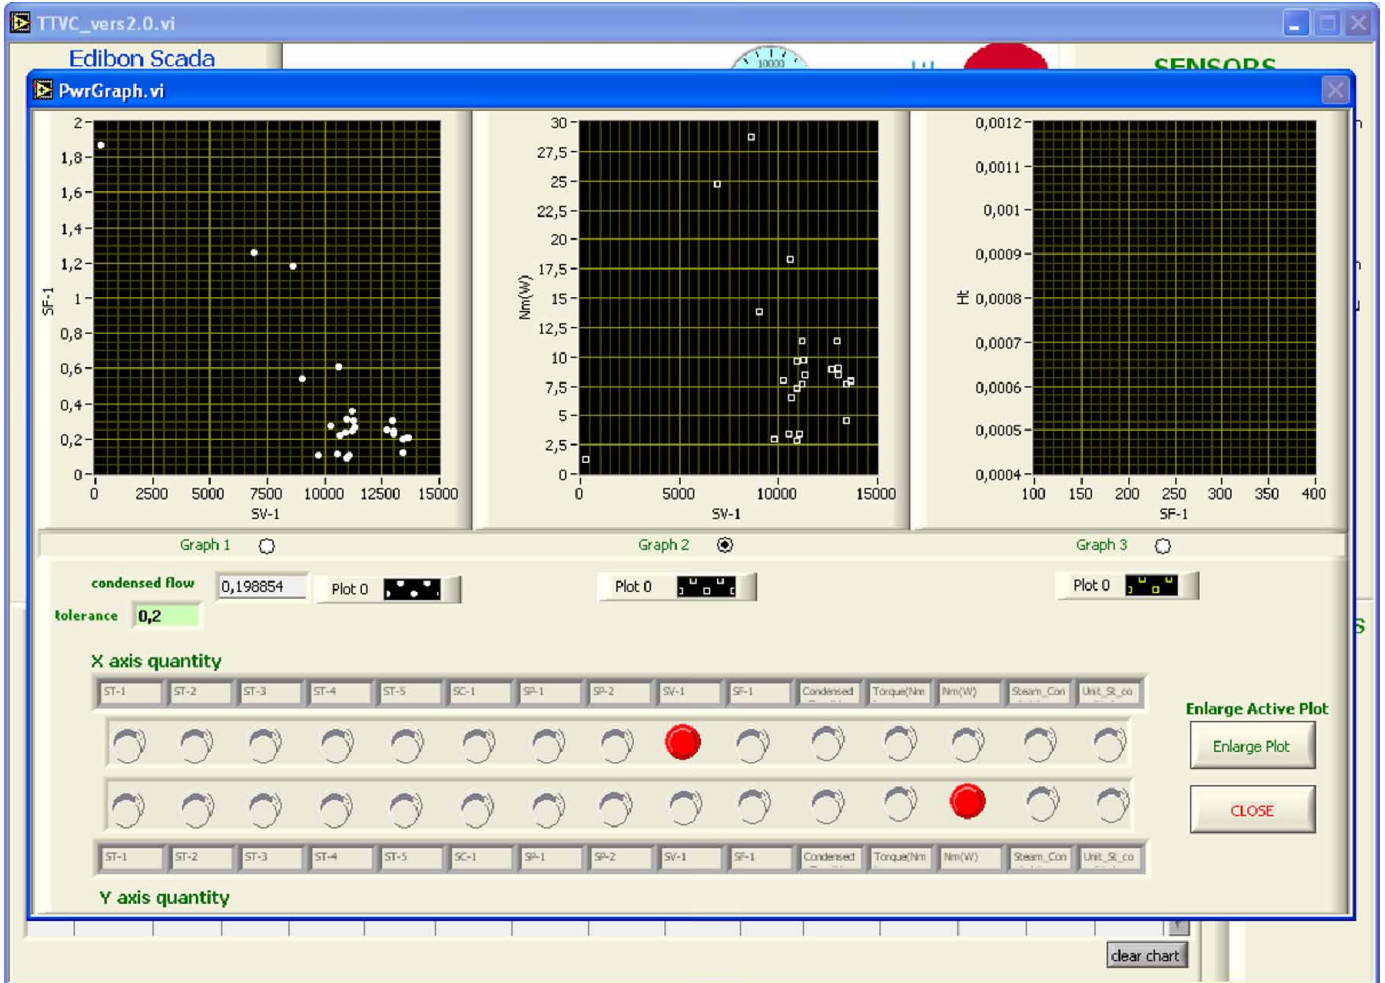 TTVC_vers2.0.vi
Edibon Scada
10000
SENSORS
PwrGraph.vi
2
1,8
1,6
1,4
1,2
1
0,8
0,6
0,4
0,2
0
SF-1
0 2500 5000 7500 10000 12500 15000
SV-1
30
27,5
25
22,5
20
17,5
15
12,5
10
7,5
5
2,5
0
Nm(W)
0 5000 10000 15000
SV-1
0,0012
0,0011
0,001
0,0009
0,0008
0,0007
0,0006
0,0005
0,0004
Ht
100 150 200 250 300 350 400
SF-1
Graph 1 Graph 2 Graph 3
condensed flow 0,198854 Plot 0 Plot 0 Plot 0
tolerance 0,2
X axis quantity
ST-1 ST-2 ST-3 ST-4 ST-5 SC-1 SP-1 SP-2 SV-1 SF-1 Condensed Torque(Nm Nm(W) Steam_Con Unit_St_co
Enlarge Active Plot
Enlarge Plot
CLOSE
ST-1 ST-2 ST-3 ST-4 ST-5 SC-1 SP-1 SP-2 SV-1 SF-1 Condensed Torque(Nm Nm(W) Steam_Con Unit_St_co
Y axis quantity
S
clear chart